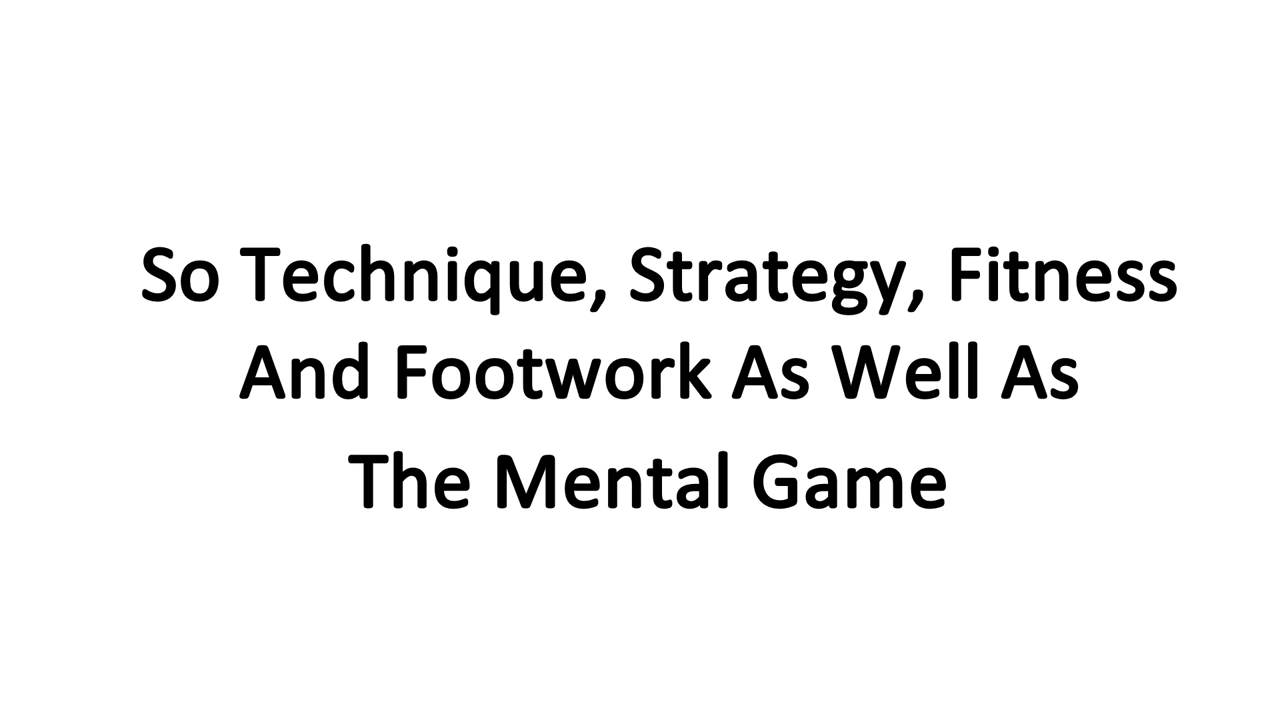 So Technique, Strategy, Fitness
And Footwork As Well As
The Mental Game